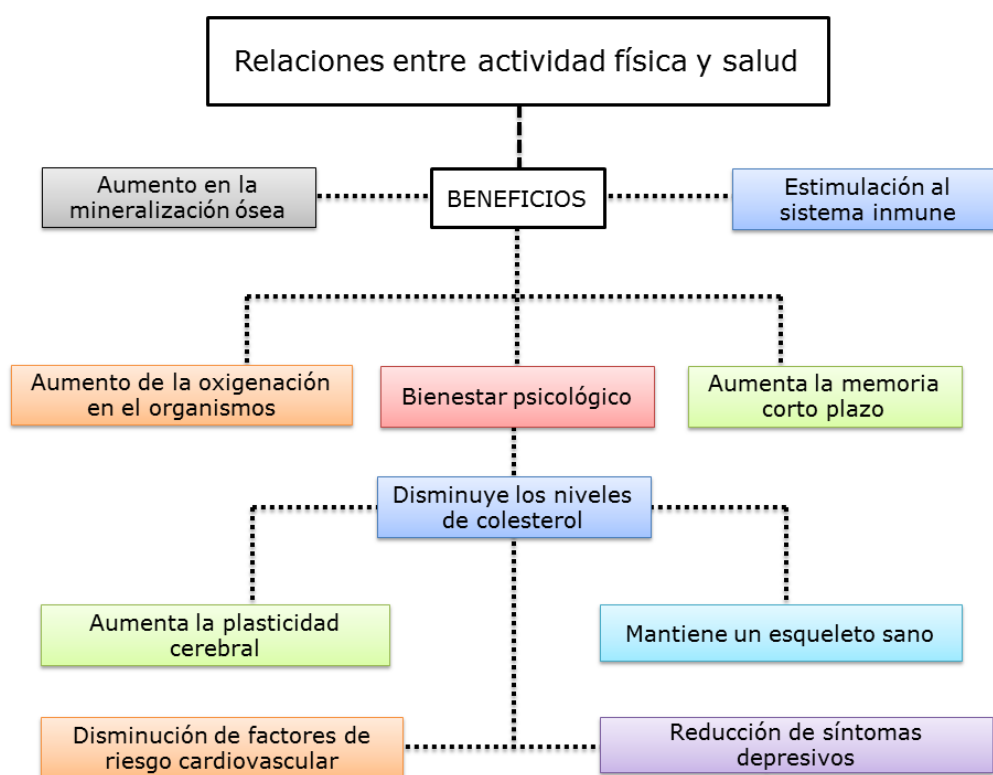 Relaciones entre actividad física y salud
Aumento en la
mineralización ósea
BENEFICIOS
Estimulación al
sistema inmune
Aumento de la oxigenación
en el organismos
Bienestar psicológico
Aumenta la memoria
corto plazo
Disminuye los niveles
de colesterol
Aumenta la plasticidad
cerebral
Mantiene un esqueleto sano
Disminución de factores de
riesgo cardiovascular
Reducción de síntomas
depresivos